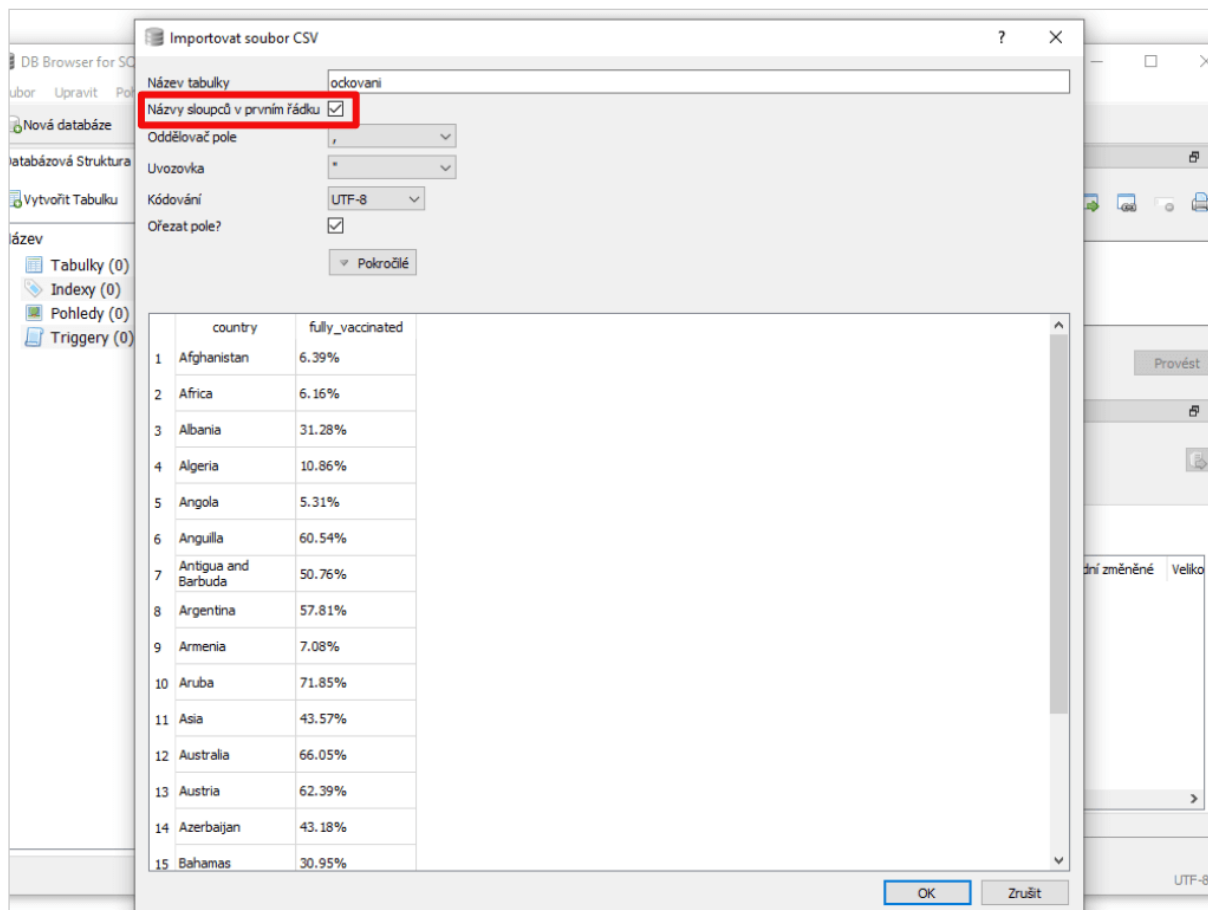 Importovat soubor CSV ?
DB Browser for SQ
ubor Upravit Poh
Název tabulky ockovani
Názvy sloupců v prvním řádku
Nová databáze
Oddělovač pole ,
atabázová Struktura
Uvozovka "
Vytvořit Tabulku
Kódování UTF-8
Ořezat pole?
ázev
Tabulky (0)
Pokročilé
Indexy (0)
Pohledy (0)
Triggery (0)
country fully_vaccinated
1 Afghanistan 6.39%
Provést
2 Africa 6.16%
3 Albania 31.28%
4 Algeria 10.86%
5 Angola 5.31%
6 Anguilla 60.54%
7 Antigua and
Barbuda 50.76%
dní změněné Veliko
8 Argentina 57.81%
9 Armenia 7.08%
10 Aruba 71.85%
11 Asia 43.57%
12 Australia 66.05%
13 Austria 62.39%
14 Azerbaijan 43.18%
15 Bahamas 30.95%
UTF-8
OK Zrušit